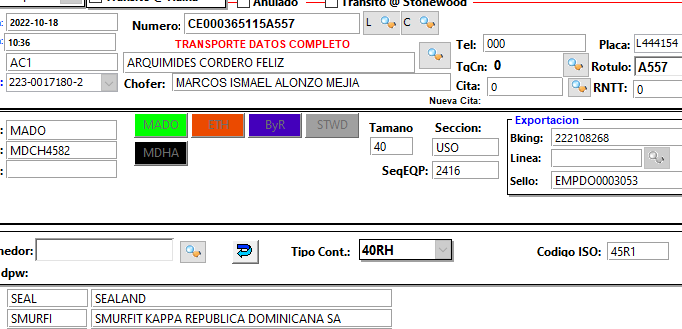 Anulado Transito @ Stonewood
2022-10-18 Numero: CE000365115A557 L C
10:36 TRANSPORTE DATOS COMPLETO Tel: 000 Placa: L444154
AC1 ARQUIMIDES CORDERO FELIZ TqCn: 0 Rotulo: A557
223-0017180-2 Chofer: MARCOS ISMAEL ALONZO MEJIA Cita: 0 RNTT: 0
Nueva Cita:
MADO MADO ETH ByR STWD Tamano Seccion: Exportacion
MDCH4582 MDHA 40 USO Bking: 222108268
Linea:
SeqEQP: 2416 Sello: EMPDO0003053
nedor: Tipo Cont.: 40RH Codigo ISO: 45R1
dpw:
SEAL SEALAND
SMURFI SMURFIT KAPPA REPUBLICA DOMINICANA SA